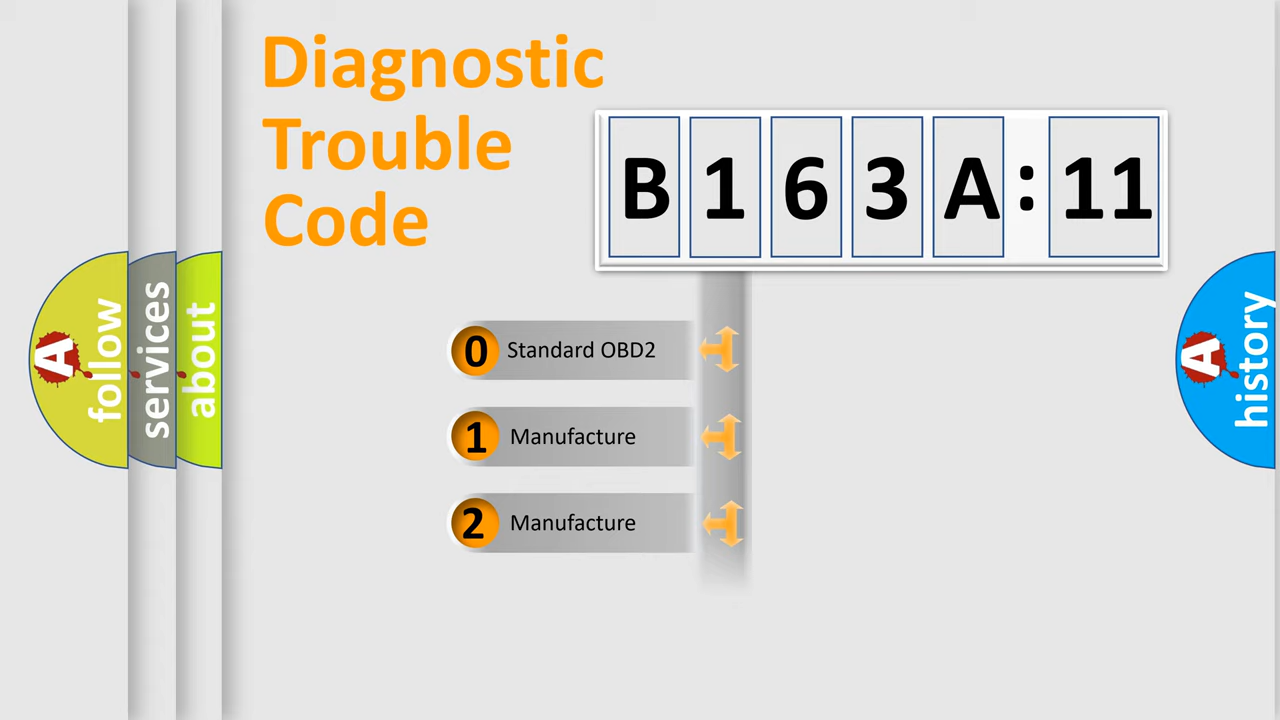 Diagnostic
Trouble
Code
B 1 6 3 A : 11
0 Standard OBD2
1 Manufacture
2 Manufacture
A follow
services
about
A history